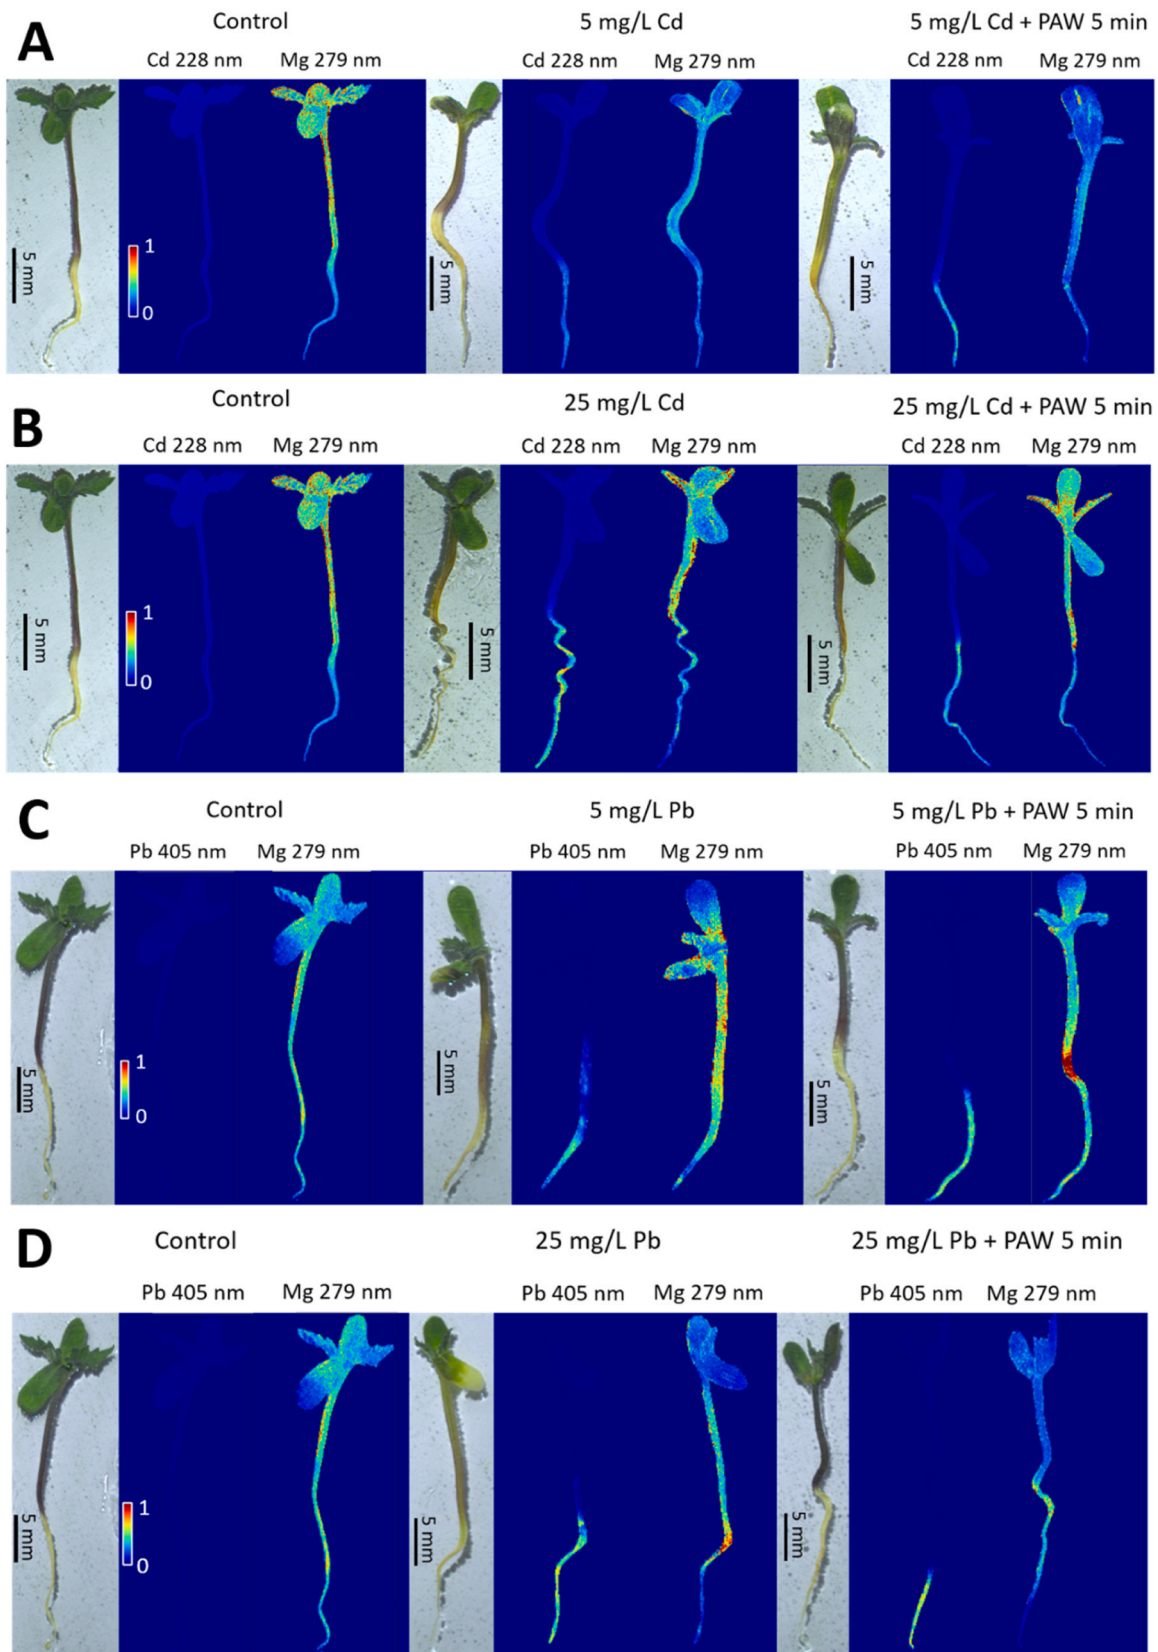 A
Control
5 mg/L Cd
5 mg/L Cd + PAW 5 min
Cd 228 nm
Mg 279 nm
Cd 228 nm
Mg 279 nm
Cd 228 nm
Mg 279 nm
5 mm
1
0
5 mm
5 mm
B
Control
25 mg/L Cd
25 mg/L Cd + PAW 5 min
Cd 228 nm
Mg 279 nm
Cd 228 nm
Mg 279 nm
Cd 228 nm
Mg 279 nm
5 mm
1
0
5 mm
5 mm
C
Control
5 mg/L Pb
5 mg/L Pb + PAW 5 min
Pb 405 nm
Mg 279 nm
Pb 405 nm
Mg 279 nm
Pb 405 nm
Mg 279 nm
5 mm
1
0
5 mm
5 mm
D
Control
25 mg/L Pb
25 mg/L Pb + PAW 5 min
Pb 405 nm
Mg 279 nm
Pb 405 nm
Mg 279 nm
Pb 405 nm
Mg 279 nm
5 mm
1
0
5 mm
5 mm